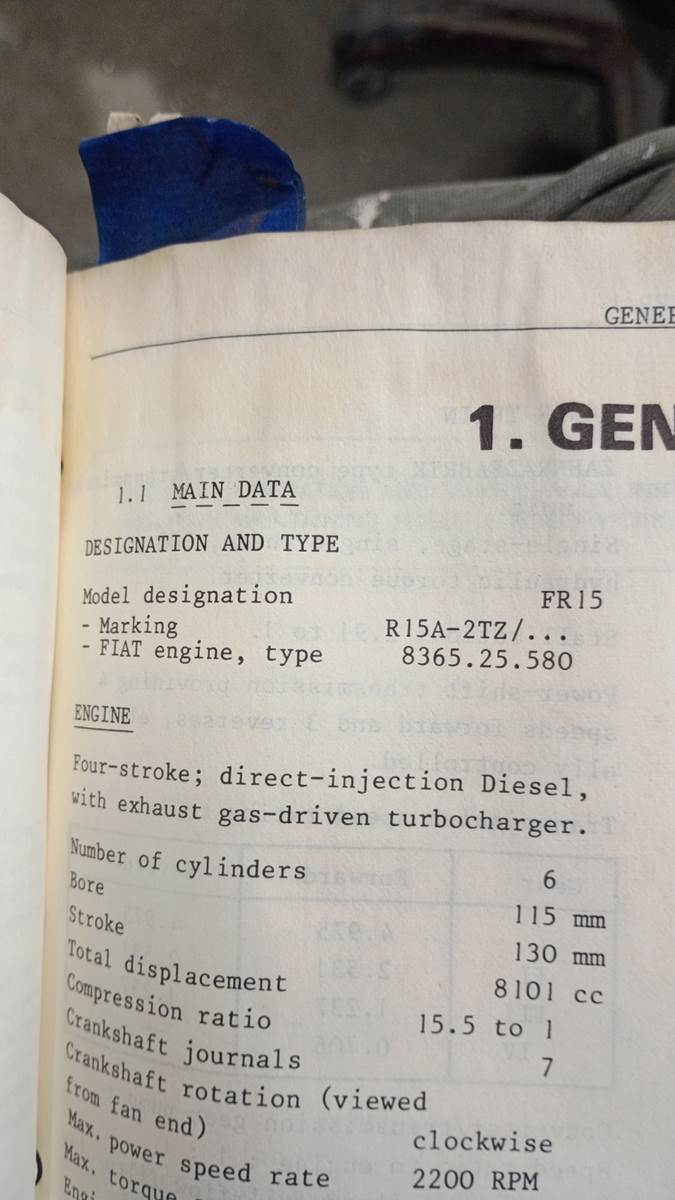 GENER
1. GEN
1.1 MAIN DATA
DESIGNATION AND TYPE
Model designation FR15
- Marking R15A-2TZ/...
- FIAT engine, type 8365.25.580
ENGINE
Four-stroke; direct-injection Diesel,
with exhaust gas-driven turbocharger.
Number of cylinders 6
Bore 115 mm
Stroke 130 mm
Total displacement 8101 cc
Compression ratio 15.5 to 1
Crankshaft journals 7
Crankshaft rotation (viewed
from fan end) clockwise
Max. power speed rate 2200 RPM
Max. torque